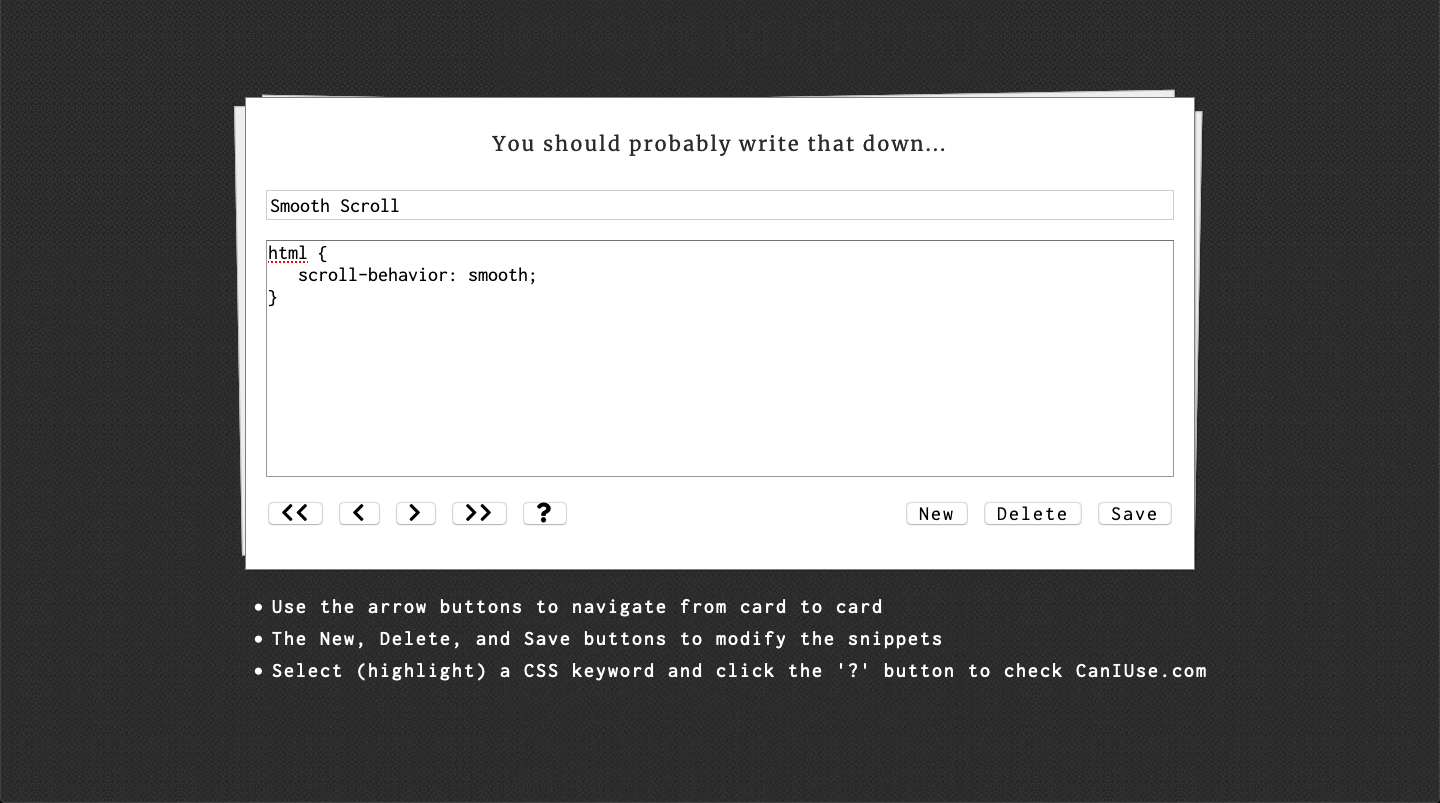 You should probably write that down...
Smooth Scroll
html {
   scroll-behavior: smooth;
}
<< < > >> ? New Delete Save
• Use the arrow buttons to navigate from card to card
• The New, Delete, and Save buttons to modify the snippets
• Select (highlight) a CSS keyword and click the '?' button to check CanIUse.com